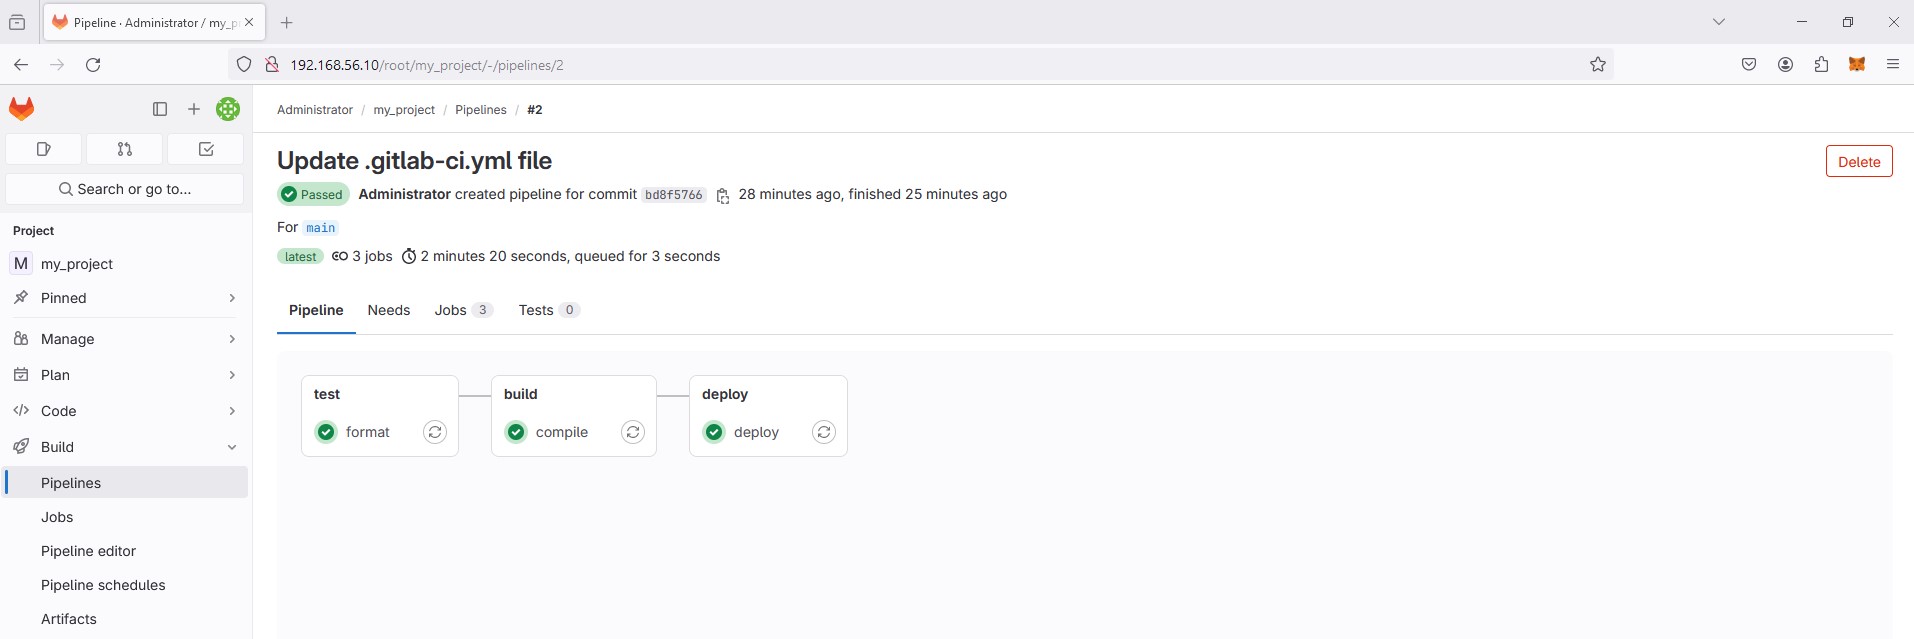 Pipeline · Administrator / my_p
192.168.56.10/root/my_project/-/pipelines/2
Administrator / my_project / Pipelines / #2
Search or go to...
Project
M my_project
Pinned
Manage
Plan
Code
Build
Pipelines
Jobs
Pipeline editor
Pipeline schedules
Artifacts
Update .gitlab-ci.yml file
Delete
Passed Administrator created pipeline for commit bd8f5766 28 minutes ago, finished 25 minutes ago
For main
latest 3 jobs 2 minutes 20 seconds, queued for 3 seconds
Pipeline Needs Jobs 3 Tests 0
test
format
build
compile
deploy
deploy